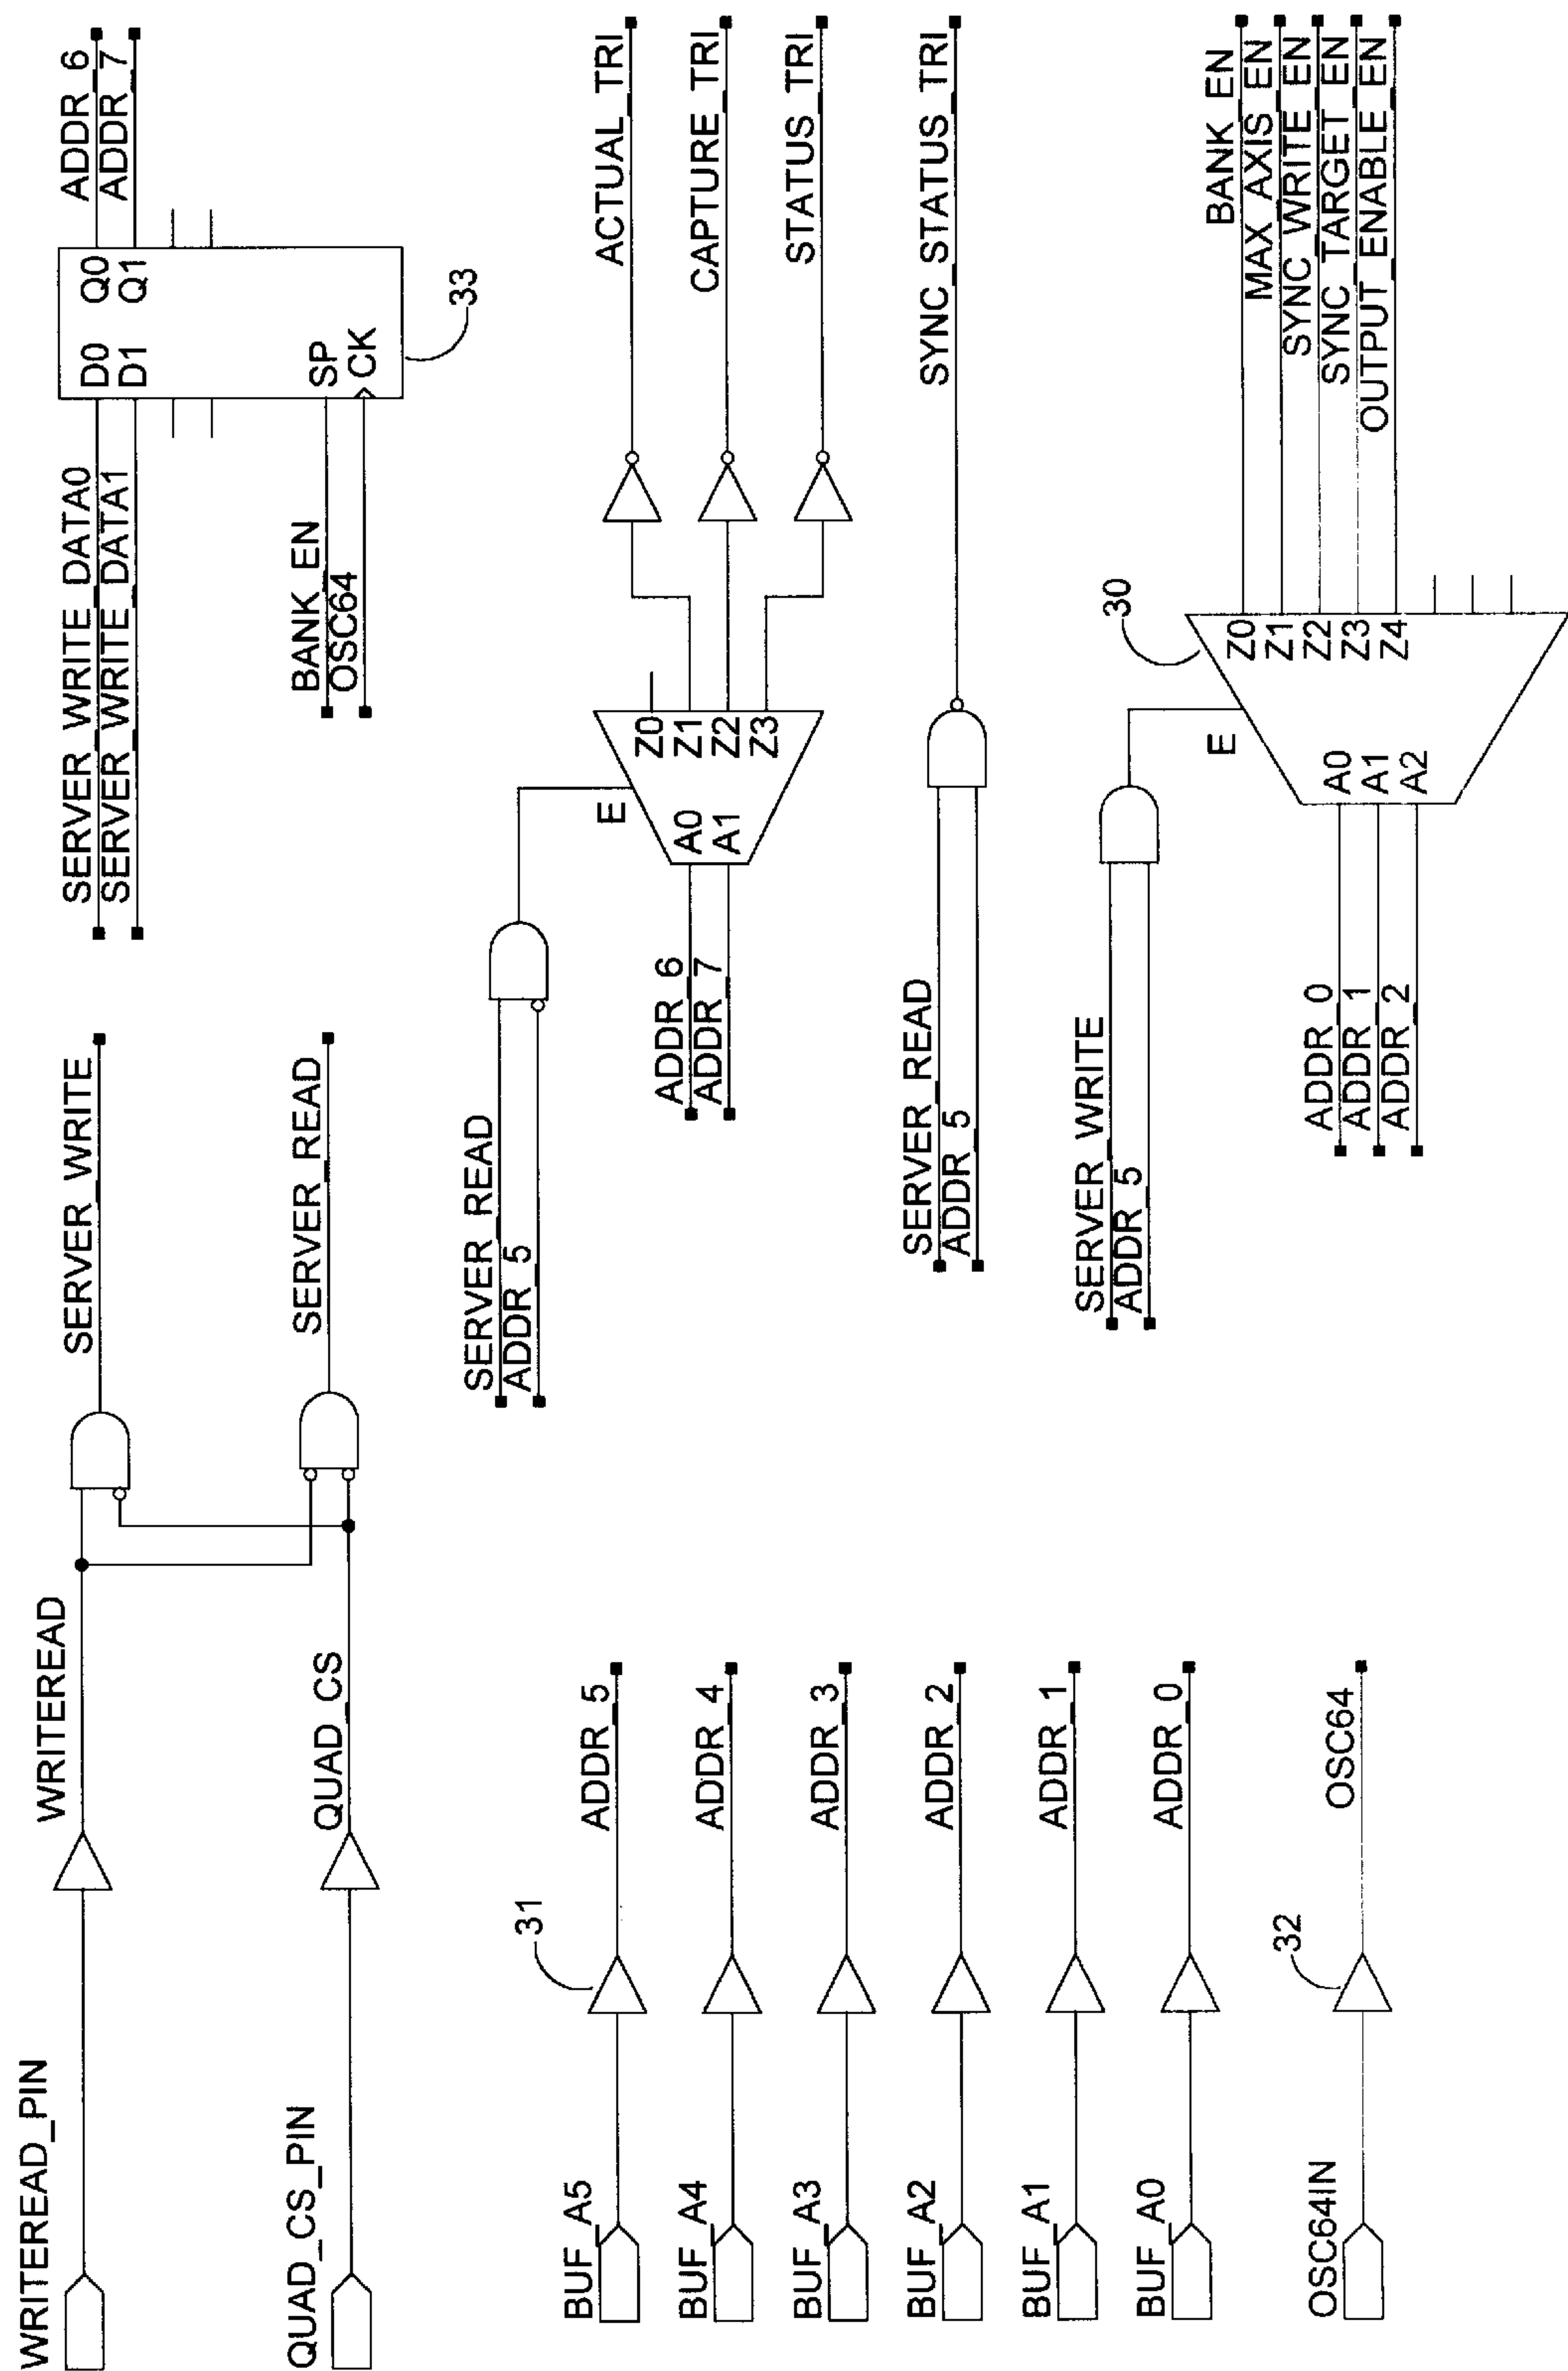 WRITEREAD_PIN
WRITEREAD
SERVER_WRITE
QUAD_CS_PIN
QUAD_CS
SERVER_READ
BUF_A5
31
ADDR_5
BUF_A4
ADDR_4
BUF_A3
ADDR_3
BUF_A2
ADDR_2
BUF_A1
ADDR_1
BUF_A0
ADDR_0
OSC64IN
32
OSC64
SERVER_WRITE_DATA0
SERVER_WRITE_DATA1
D0 Q0
D1 Q1
ADDR_6
ADDR_7
BANK_EN
OSC64
SP
CK
33
SERVER_READ
ADDR_5
E
ADDR_6
ADDR_7
A0
A1
Z0
Z1
Z2
Z3
ACTUAL_TRI
CAPTURE_TRI
STATUS_TRI
SERVER_READ
ADDR_5
SYNC_STATUS_TRI
SERVER_WRITE
ADDR_5
E
30
ADDR_0
ADDR_1
ADDR_2
A0
A1
A2
Z0
Z1
Z2
Z3
Z4
BANK_EN
MAX_AXIS_EN
SYNC_WRITE_EN
SYNC_TARGET_EN
OUTPUT_ENABLE_EN